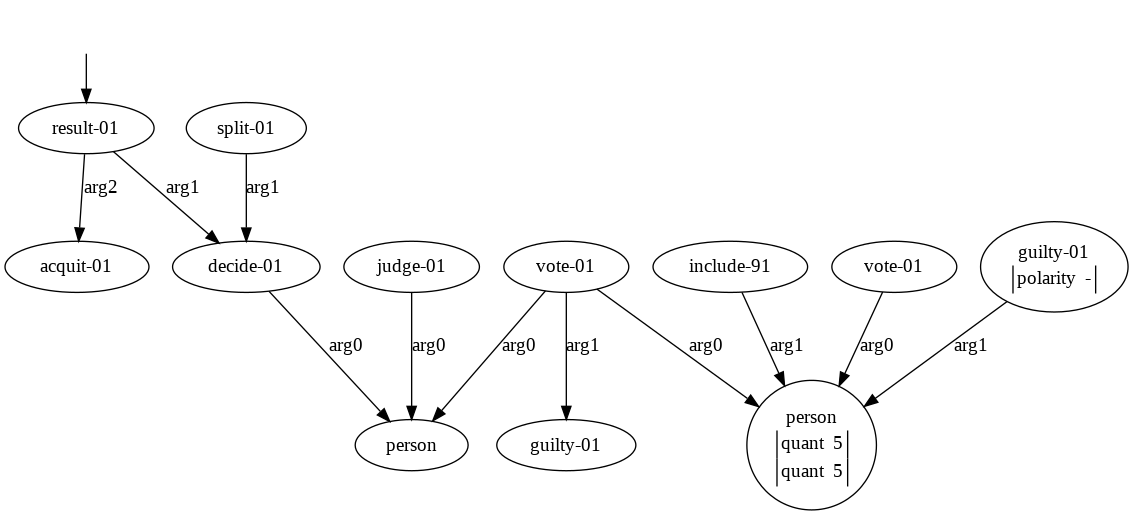 result-01
split-01
arg2
arg1
arg1
acquit-01
decide-01
judge-01
vote-01
include-91
vote-01
guilty-01
polarity -
arg0
arg0
arg0
arg1
arg0
arg1
arg0
arg1
person
guilty-01
person
quant 5
quant 5